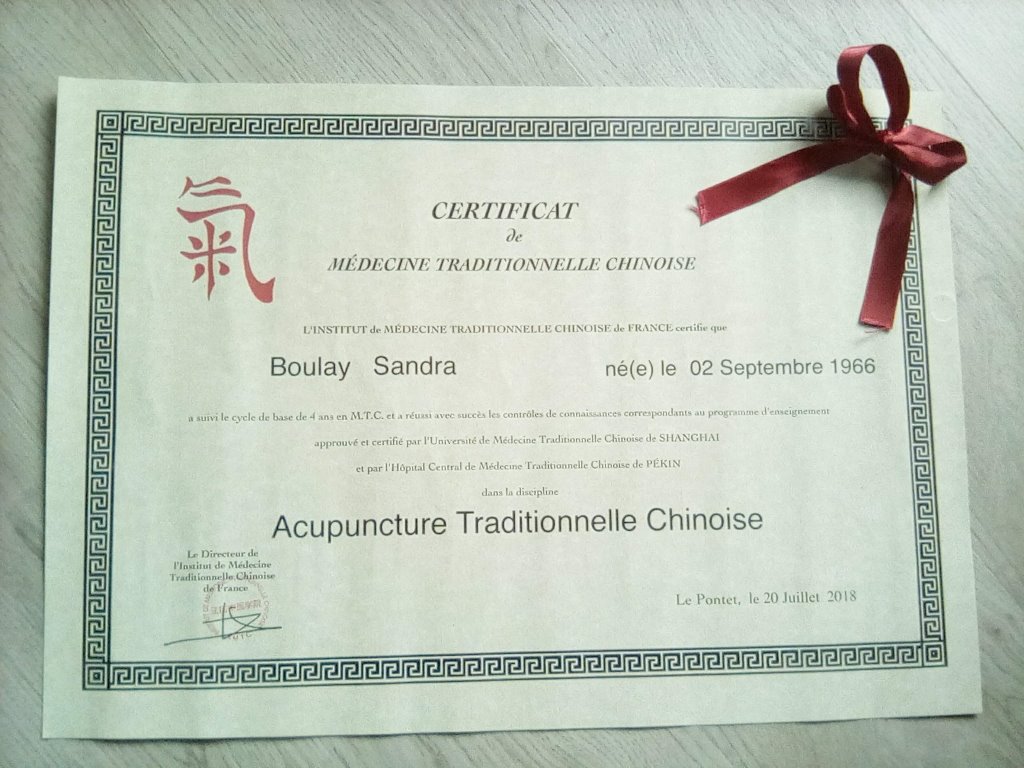 氣
CERTIFICAT
de
MÉDECINE TRADITIONNELLE CHINOISE
L'INSTITUT de MÉDECINE TRADITIONNELLE CHINOISE de FRANCE certifie que
Boulay Sandra né(e) le 02 Septembre 1966
a suivi le cycle de base de 4 ans en M.T.C. et a réussi avec succès les contrôles de connaissances correspondants au programme d'enseignement
approuvé et certifié par l'Université de Médecine Traditionnelle Chinoise de SHANGHAI
et par l'Hôpital Central de Médecine Traditionnelle Chinoise de PÉKIN
dans la discipline
Acupuncture Traditionnelle Chinoise
Le Directeur de
l'Institut de Médecine
Traditionnelle Chinoise
de France
Le Pontet, le 20 Juillet 2018